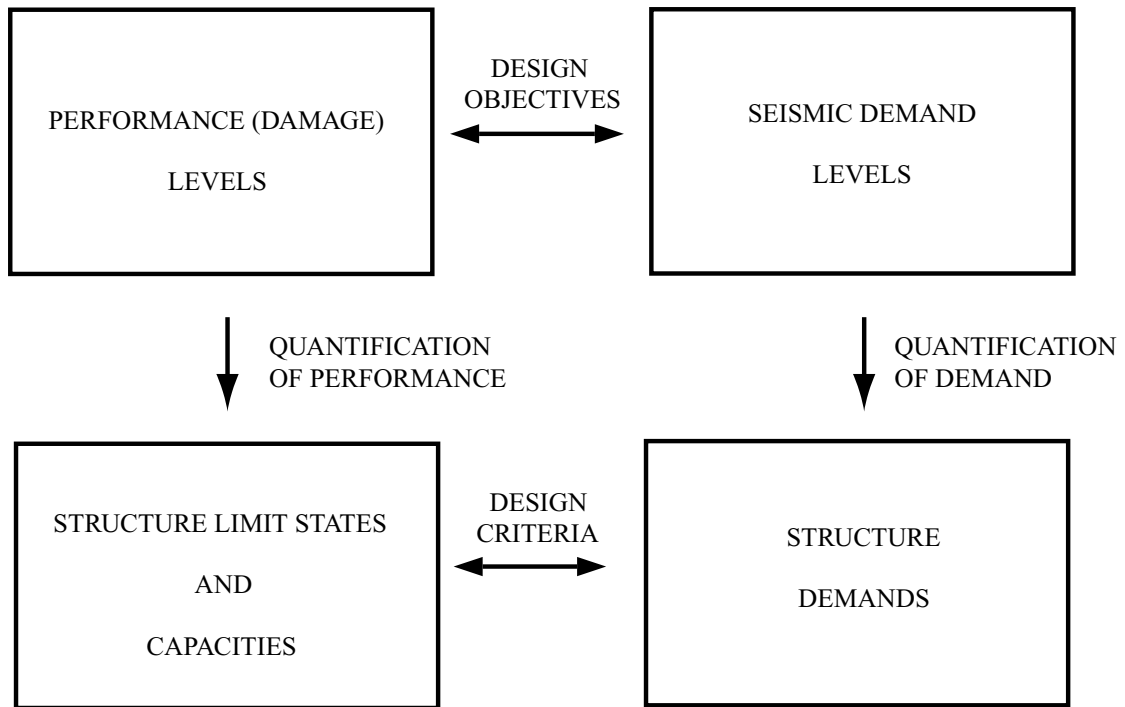 PERFORMANCE (DAMAGE)
LEVELS
DESIGN
OBJECTIVES
SEISMIC DEMAND
LEVELS
QUANTIFICATION
OF PERFORMANCE
QUANTIFICATION
OF DEMAND
STRUCTURE LIMIT STATES
AND
CAPACITIES
DESIGN
CRITERIA
STRUCTURE
DEMANDS